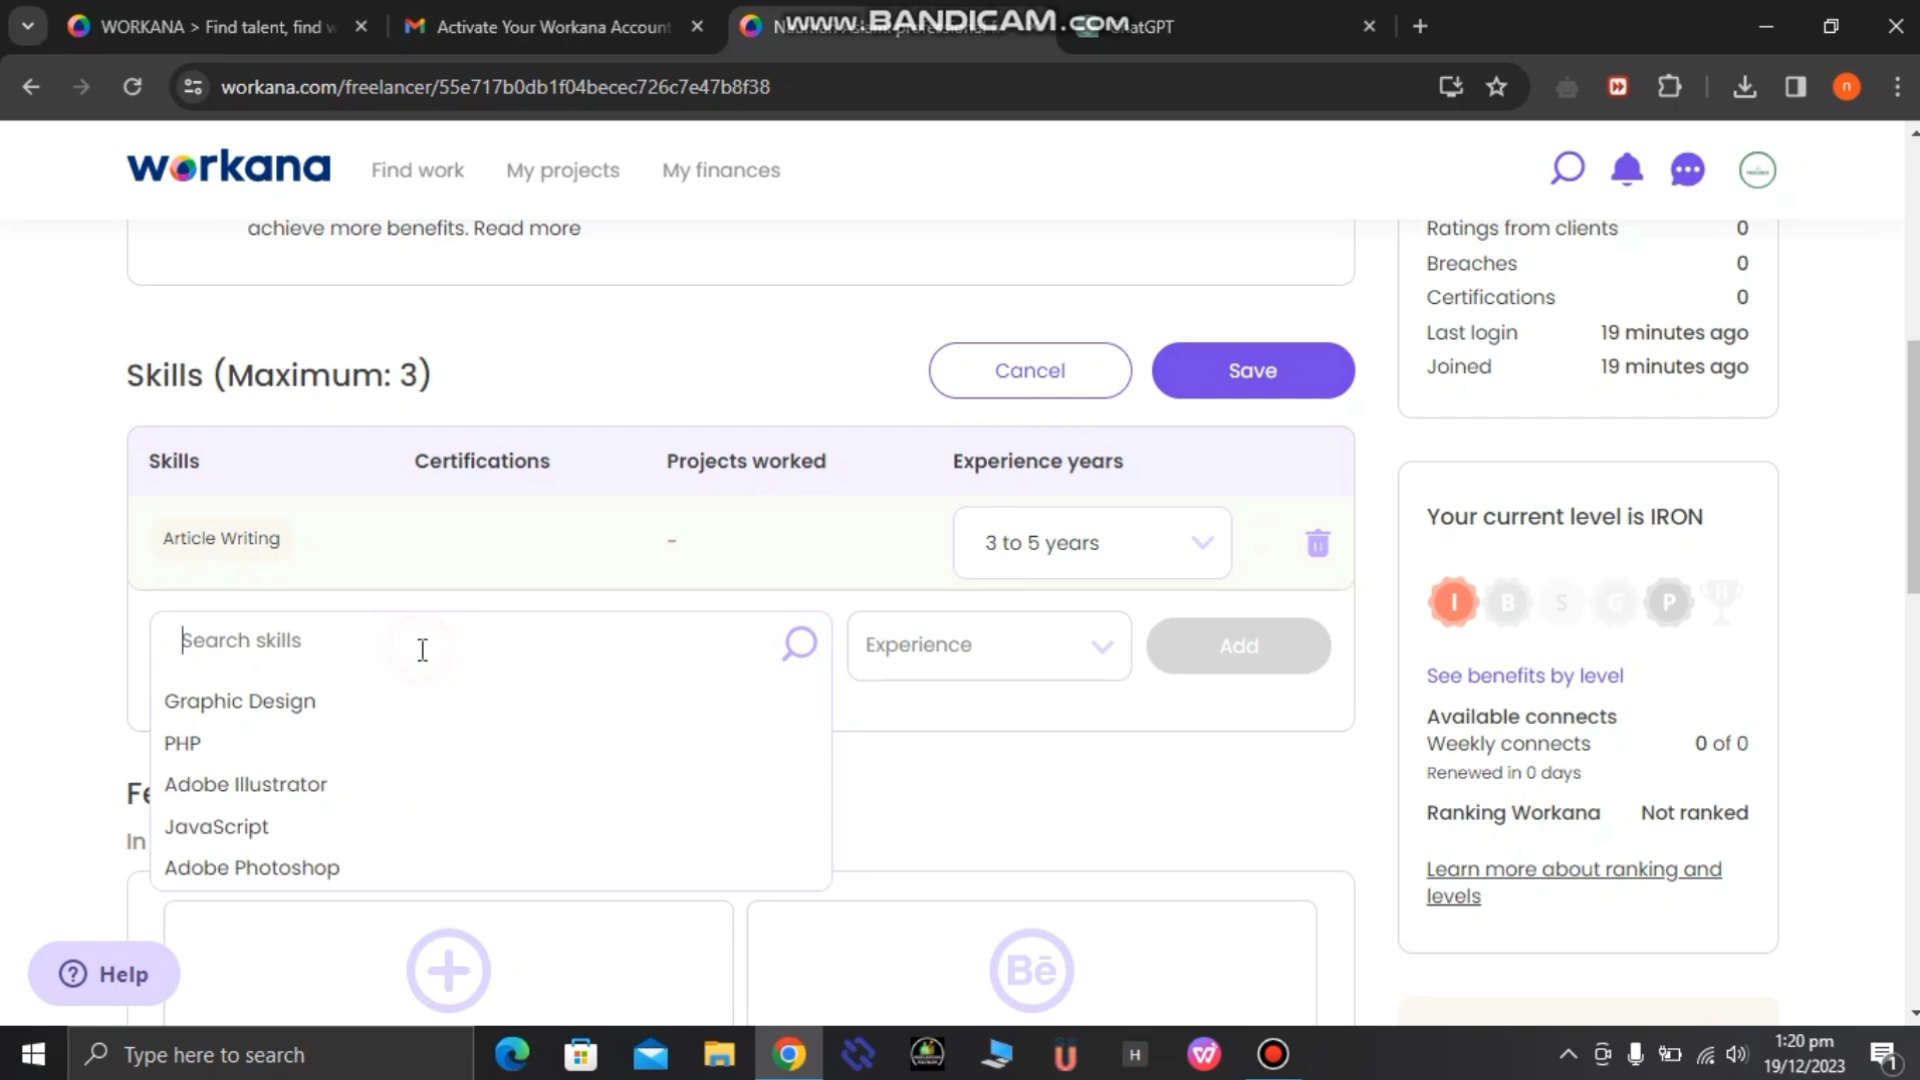 WORKANA > Find talent, find w
Activate Your Workana Account
www.BANDICAM.com
workana.com/freelancer/55e717b0db1f04becec726c7e47b8f38
n
workana
Find work
My projects
My finances
achieve more benefits. Read more
Ratings from clients 0
Breaches 0
Certifications 0
Last login 19 minutes ago
Joined 19 minutes ago
Skills (Maximum: 3)
Cancel
Save
Skills Certifications Projects worked Experience years
Article Writing - 3 to 5 years
Search skills
Experience
Add
Graphic Design
PHP
Adobe Illustrator
JavaScript
Adobe Photoshop
Fe
In
Bē
Your current level is IRON
I B S G P H
See benefits by level
Available connects
Weekly connects 0 of 0
Renewed in 0 days
Ranking Workana Not ranked
Learn more about ranking and
levels
Help
Type here to search
H
1:20 pm
19/12/2023
1